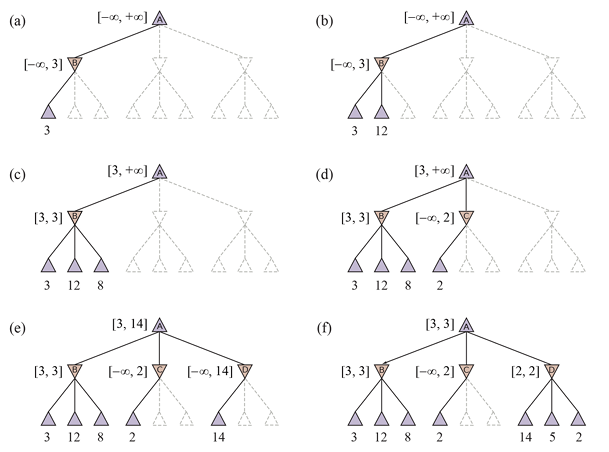 (a) [−∞, +∞] A
[−∞, 3] B
3
(b) [−∞, +∞] A
[−∞, 3] B
3 12
(c) [3, +∞] A
[3, 3] B
3 12 8
(d) [3, +∞] A
[3, 3] B [−∞, 2] C
3 12 8 2
(e) [3, 14] A
[3, 3] B [−∞, 2] C [−∞, 14] D
3 12 8 2 14
(f) [3, 3] A
[3, 3] B [−∞, 2] C [2, 2] D
3 12 8 2 14 5 2